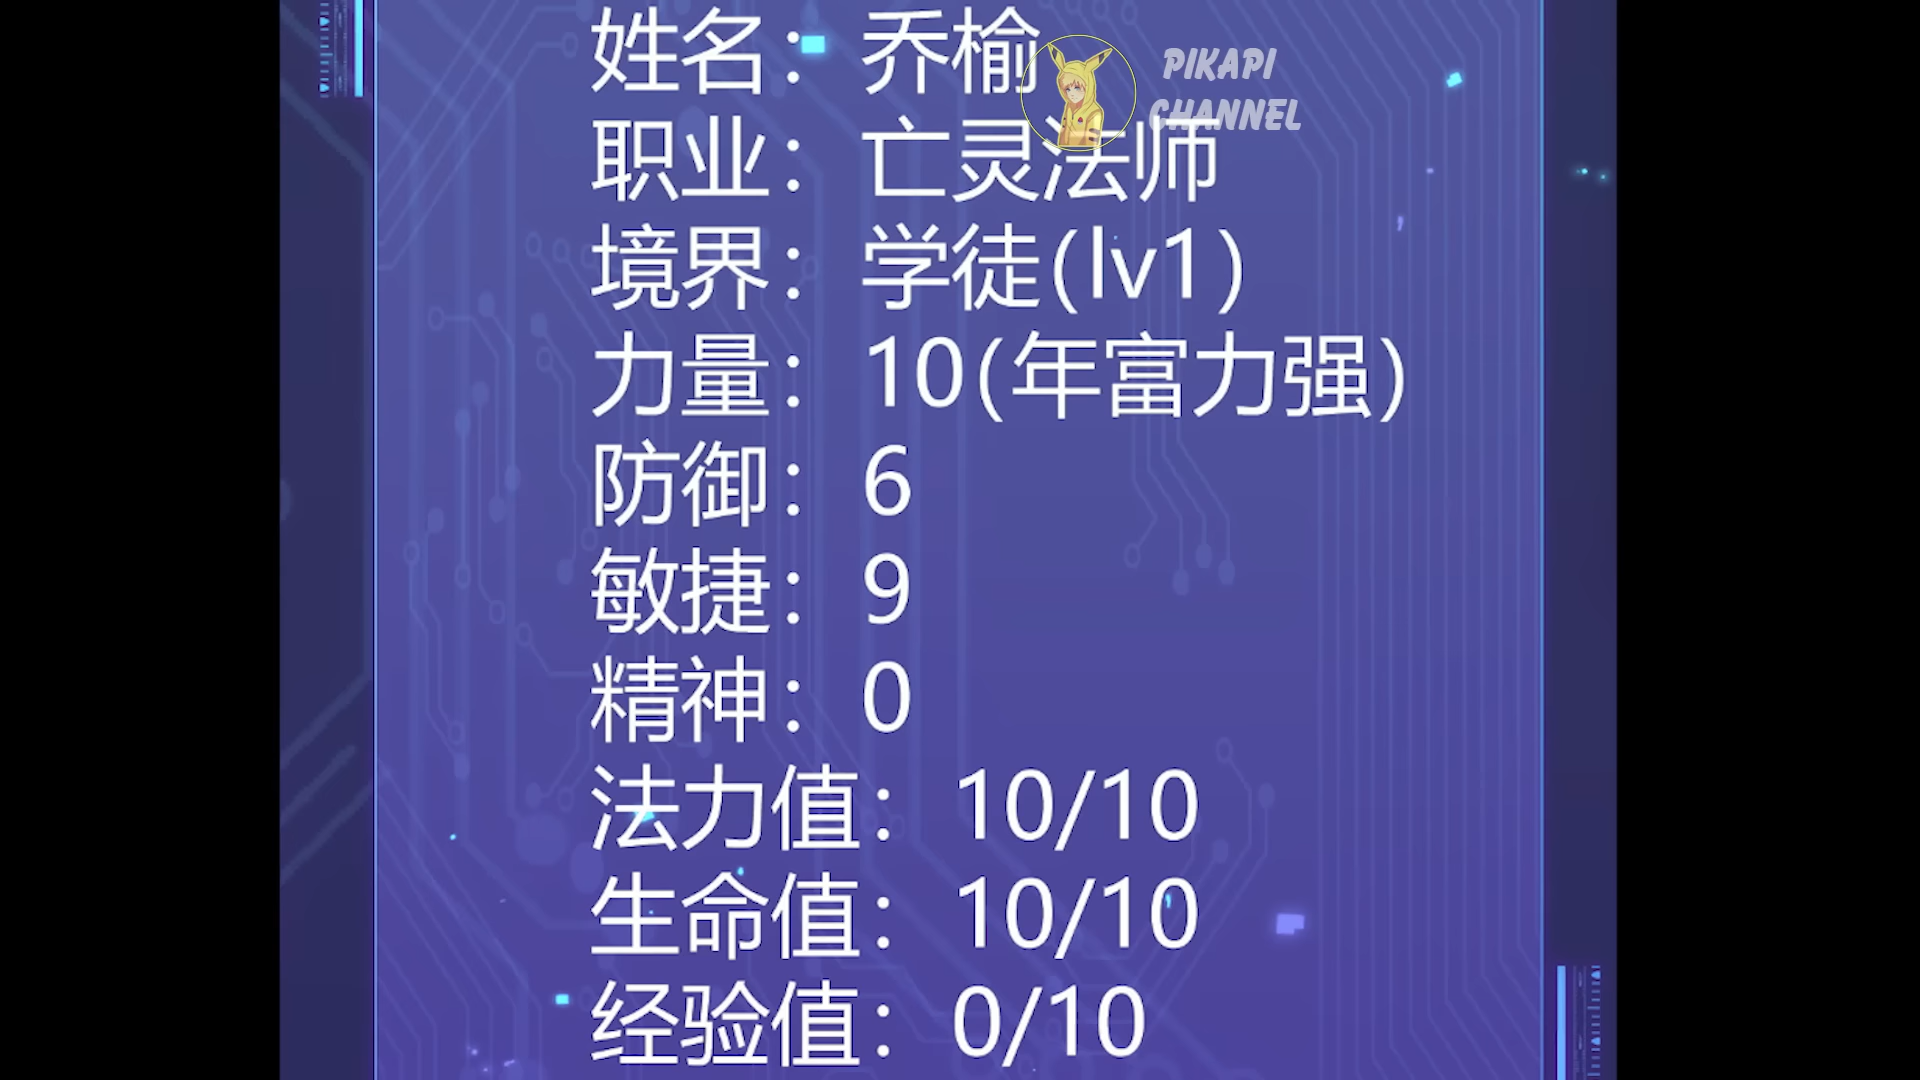 姓名：乔榆
PIKAPI
CHANNEL
职业：亡灵法师
境界：学徒(lv1)
力量：10(年富力强)
防御：6
敏捷：9
精神：0
法力值：10/10
生命值：10/10
经验值：0/10